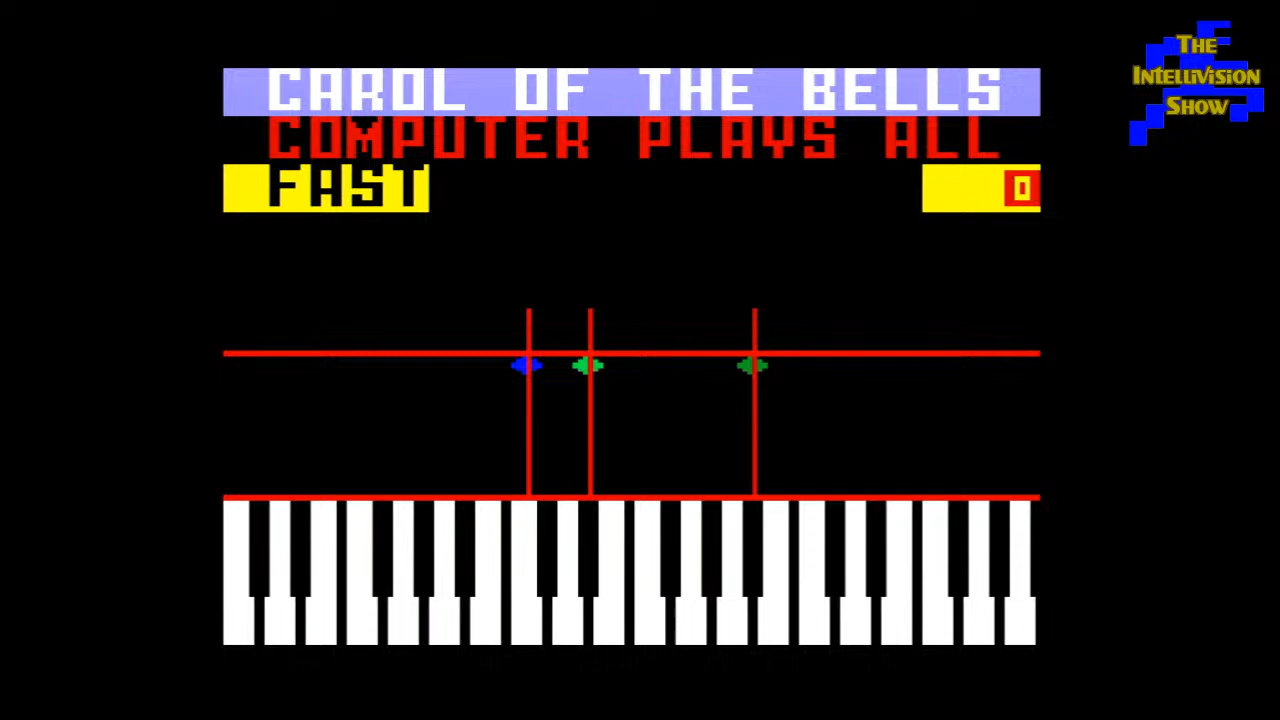 CAROL OF THE BELLS
COMPUTER PLAYS ALL
FAST
0
THE
INTELLIVISION
SHOW